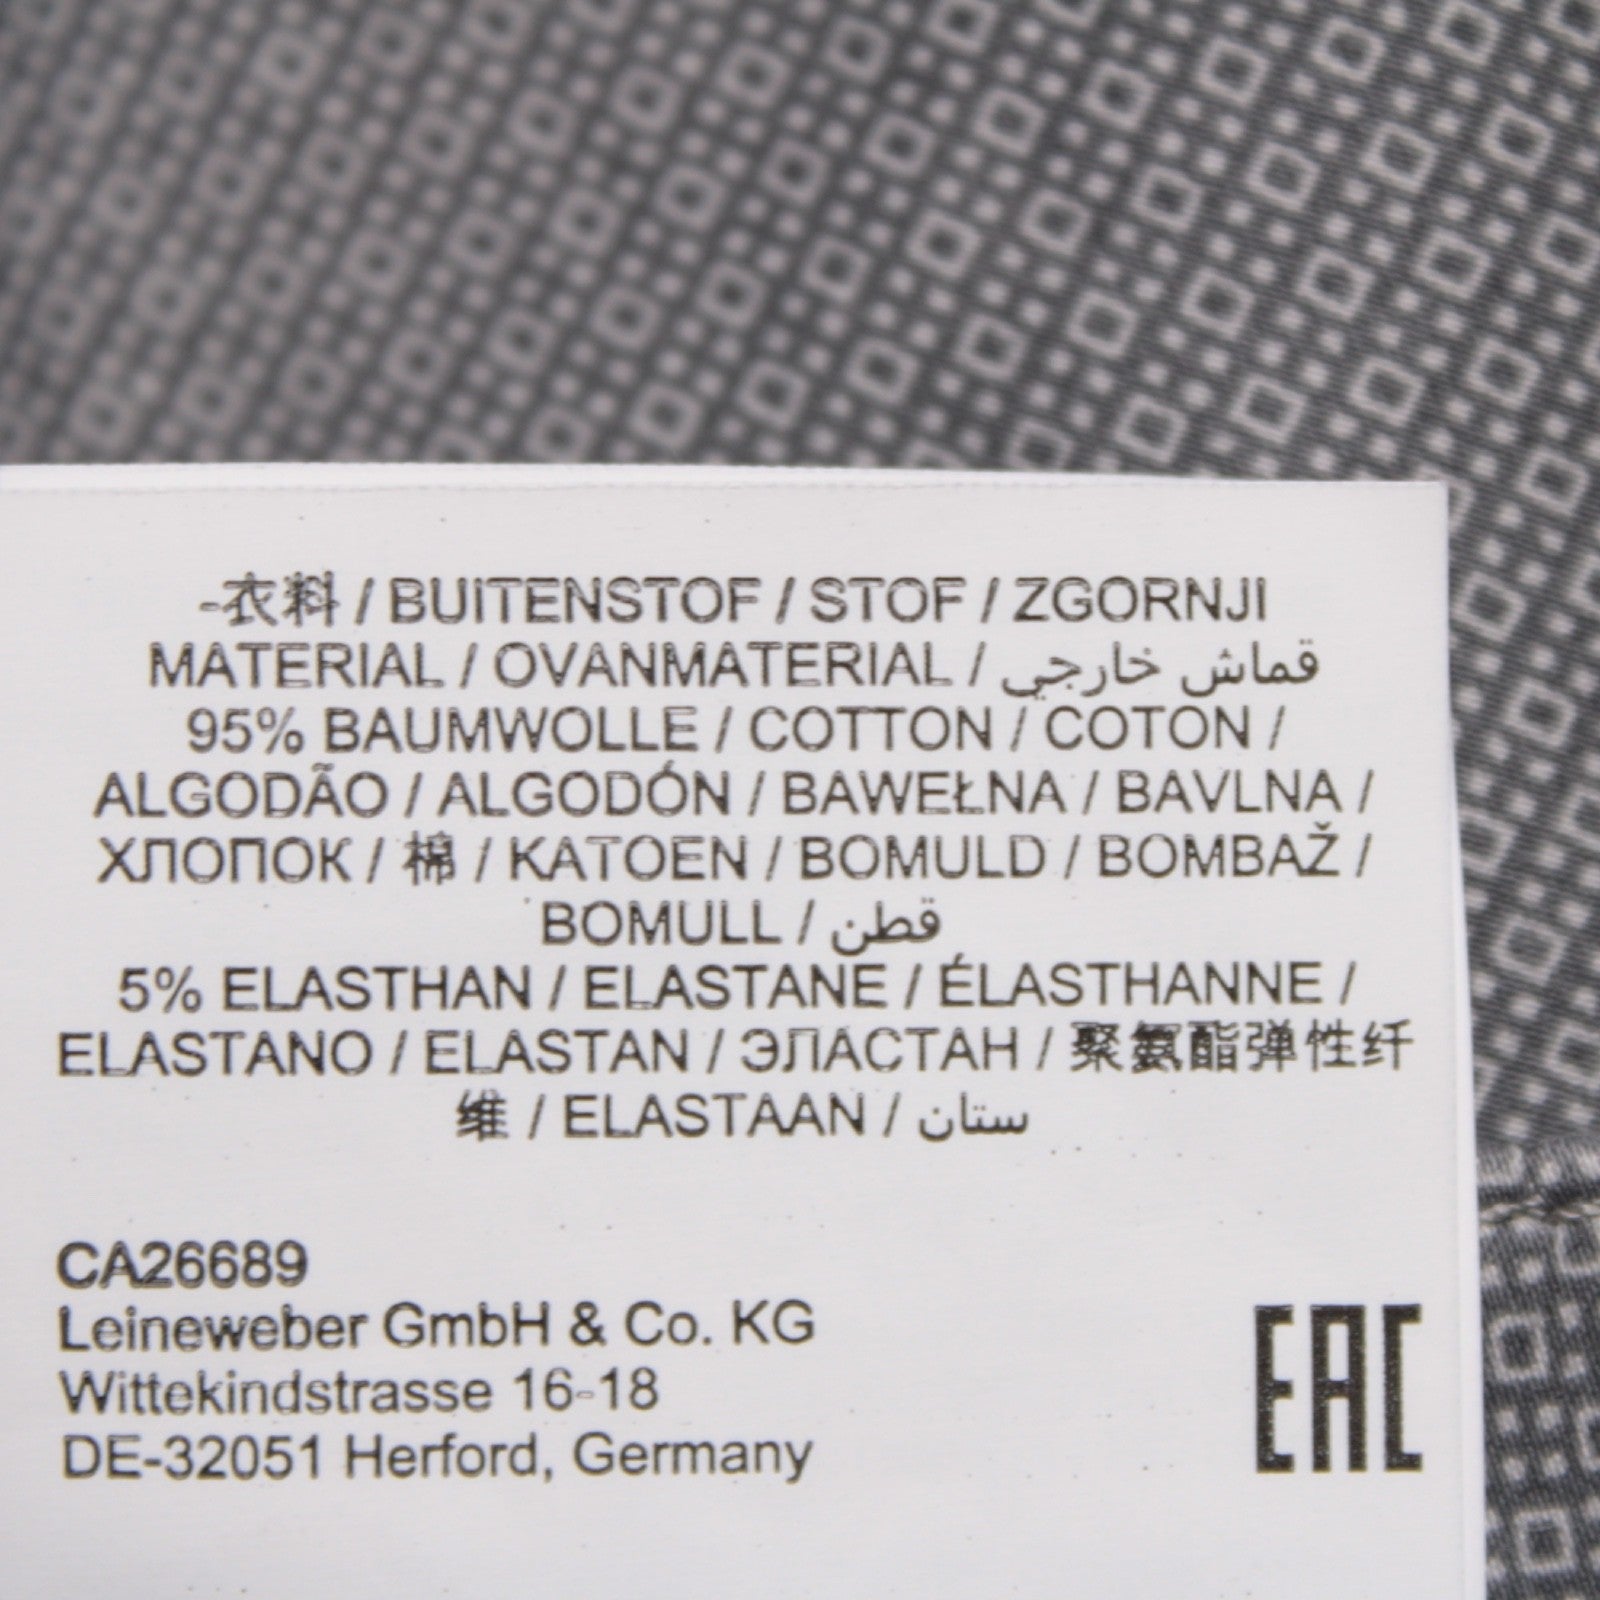 -衣料 / BUITENSTOF / STOF / ZGORNJI
MATERIAL / OVANMATERIAL / قماش خارجي
95% BAUMWOLLE / COTTON / COTON /
ALGODÃO / ALGODÓN / BAWEŁNA / BAVLNA /
ХЛОПОК / 棉 / KATOEN / BOMULD / BOMBAŽ /
BOMULL / قطن
5% ELASTHAN / ELASTANE / ÉLASTHANNE /
ELASTANO / ELASTAN / ЭЛАСТАН / 聚氨酯弹性纤
维 / ELASTAAN / ستان
CA26689
Leineweber GmbH & Co. KG
Wittekindstrasse 16-18
DE-32051 Herford, Germany
EAC